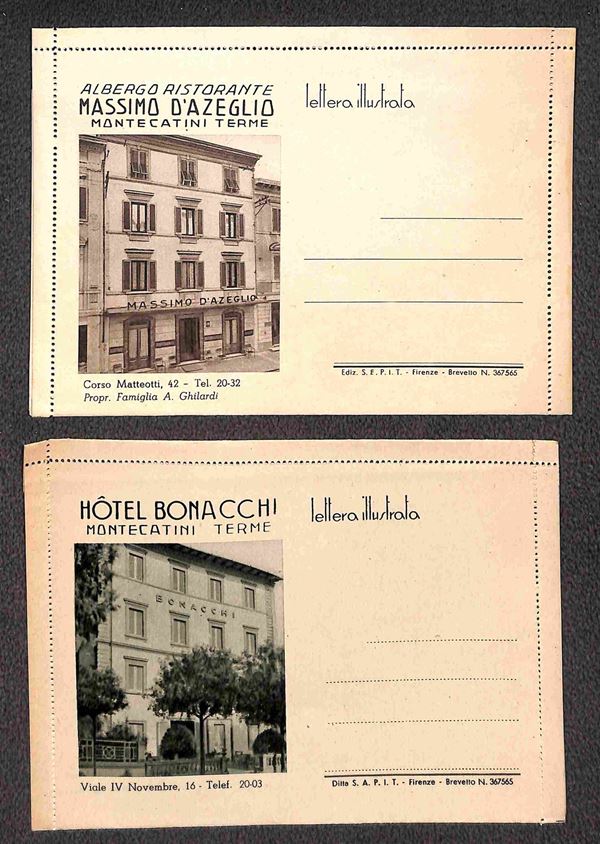 ALBERGO RISTORANTE
MASSIMO D'AZEGLIO
MONTECATINI TERME
lettera illustrata
MASSIMO D'AZEGLIO
Corso Matteotti, 42 - Tel. 20-32
Propr. Famiglia A. Ghilardi
Ediz. S. E. P. I. T. - Firenze - Brevetto N. 367565
HÔTEL BONACCHI
MONTECATINI TERME
lettera illustrata
BONACCHI
Viale IV Novembre, 16 - Telef. 20-03
Ditta S. A. P. I. T. - Firenze - Brevetto N. 367565